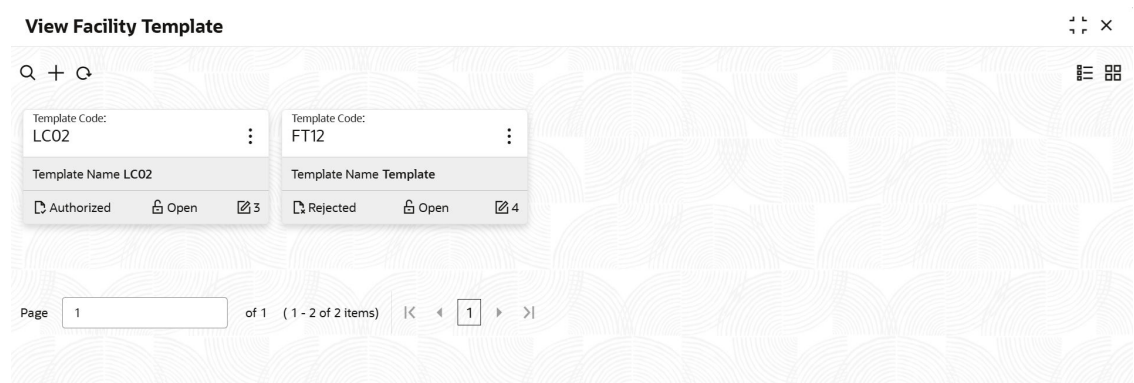 View Facility Template
Template Code:
LC02
Template Name LC02
Authorized Open 3
Template Code:
FT12
Template Name Template
Rejected Open 4
Page 1 of 1 ( 1 - 2 of 2 items) 1